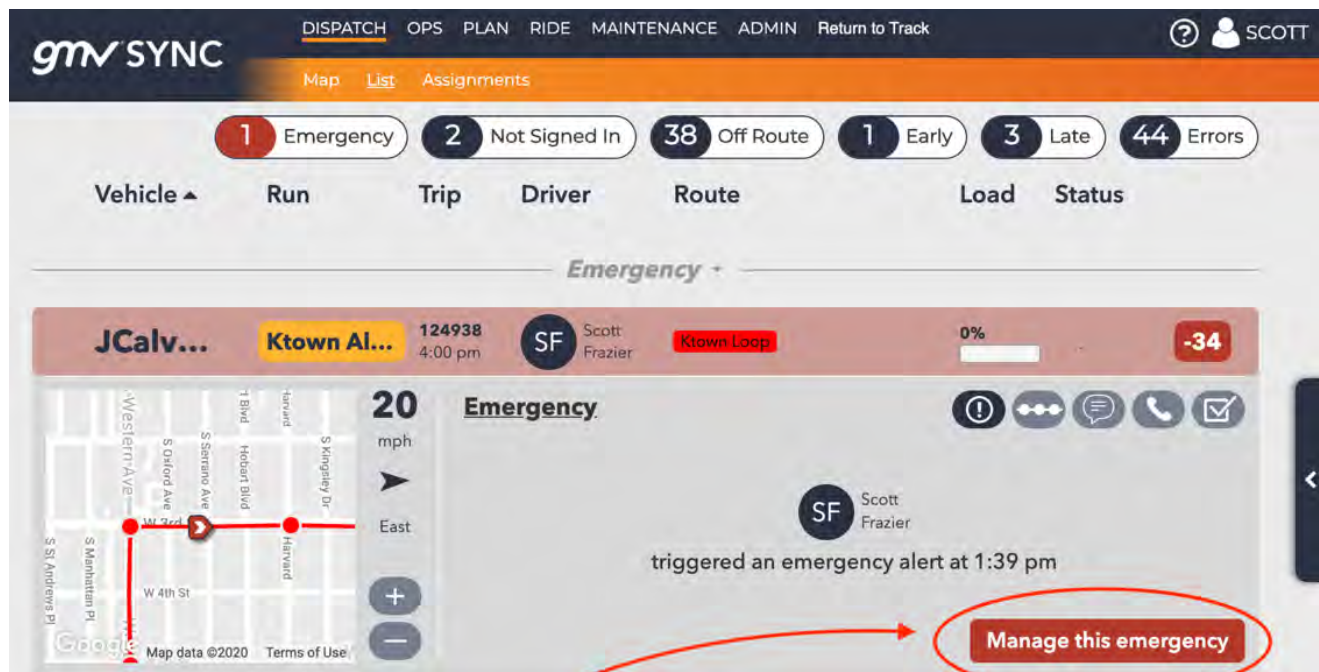 DISPATCH OPS PLAN RIDE MAINTENANCE ADMIN Return to Track
gmv SYNC
? SCOTT
Map List Assignments
1 Emergency 2 Not Signed In 38 Off Route 1 Early 3 Late 44 Errors
Vehicle Run Trip Driver Route Load Status
Emergency
JCalv... Ktown Al... 124938 4:00 pm SF Scott Frazier Ktown Loop 0% -34
Western Ave
S Oxford Ave
S Serrano Ave
Hobart Blvd
Harvard
S Kingsley Dr
W 3rd
Harvard
S St Andrews Pl
S Manhattan Pl
W 4th St
Google
Map data ©2020 Terms of Use
20
mph
East
+
−
Emergency
SF Scott Frazier
triggered an emergency alert at 1:39 pm
Manage this emergency